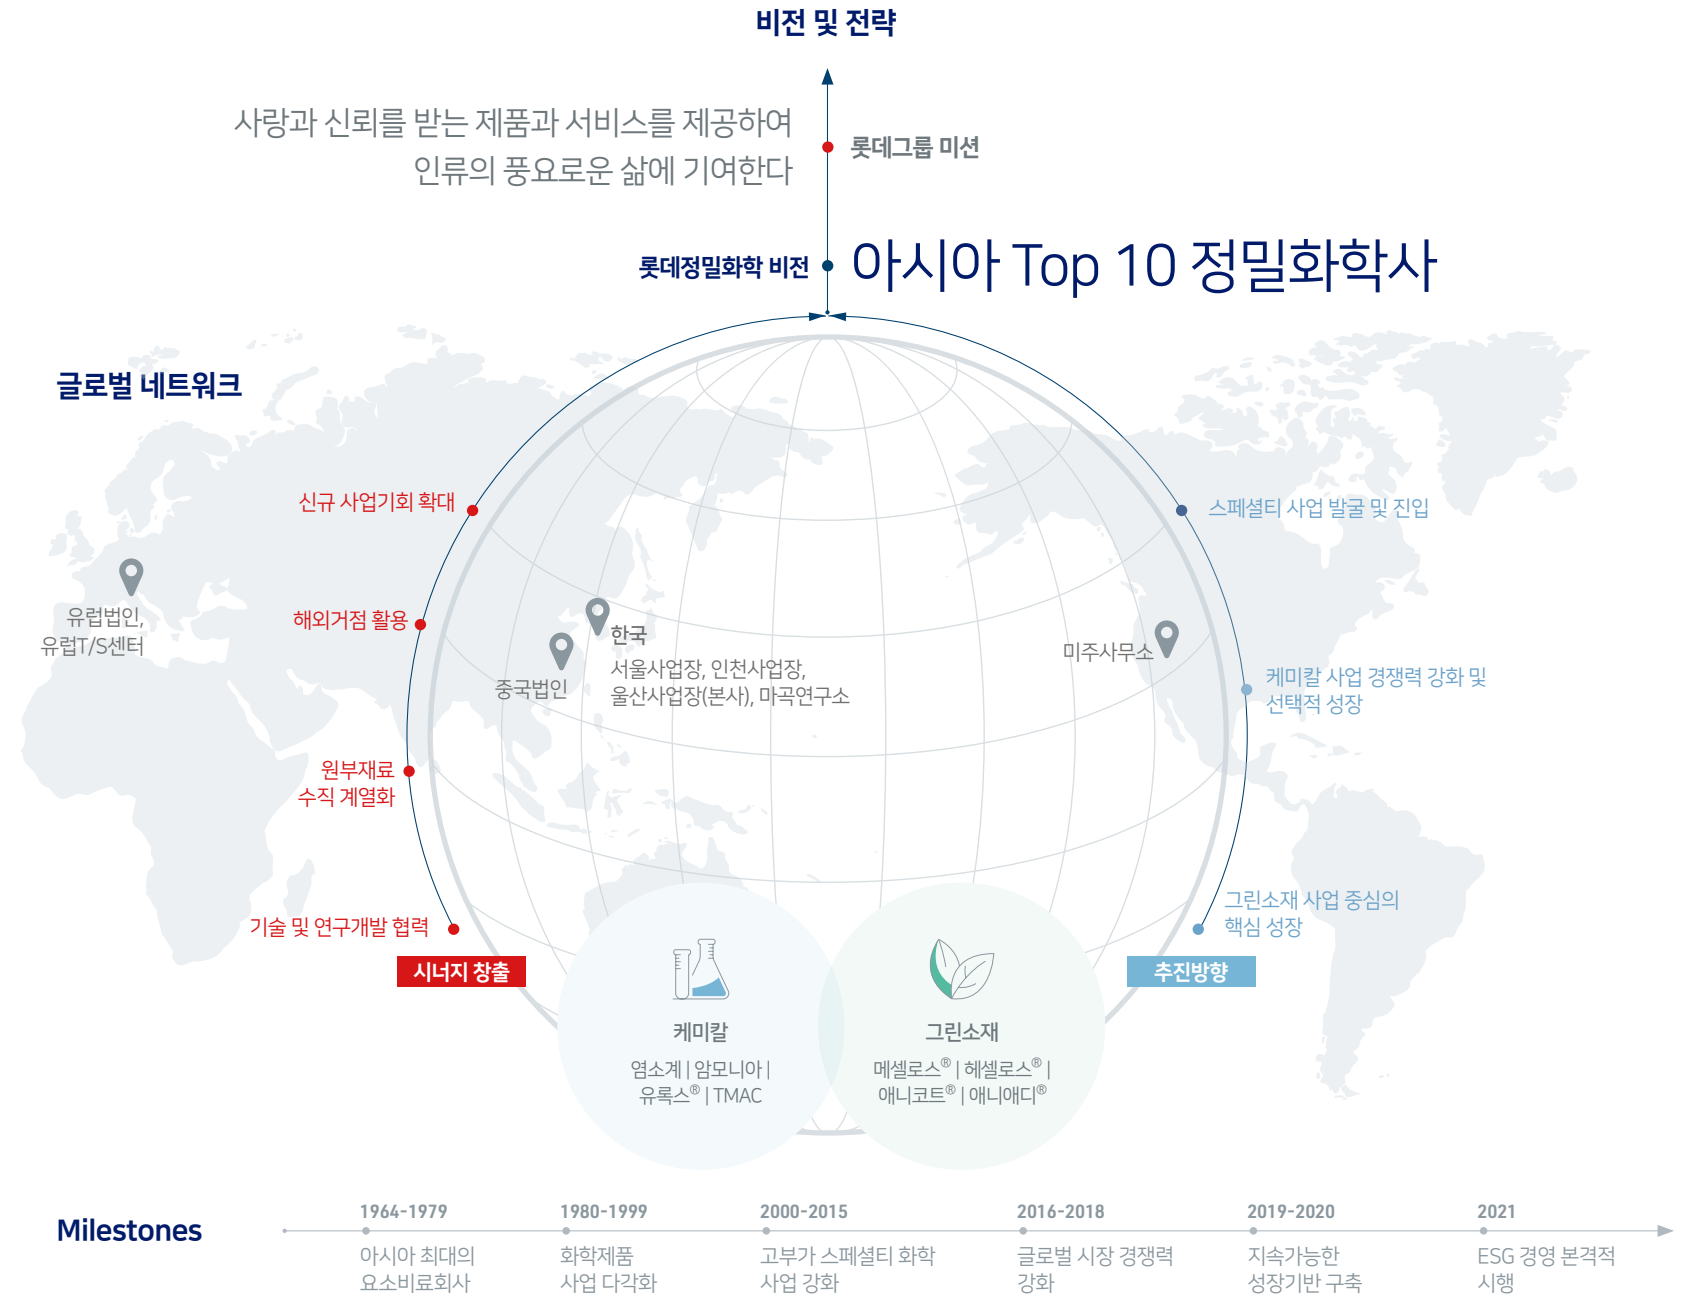 비전 및 전략
사랑과 신뢰를 받는 제품과 서비스를 제공하여
인류의 풍요로운 삶에 기여한다
롯데그룹 미션
롯데정밀화학 비전
아시아 Top 10 정밀화학사
글로벌 네트워크
신규 사업기회 확대
해외거점 활용
원부재료
수직 계열화
기술 및 연구개발 협력
시너지 창출
유럽법인,
유럽T/S센터
중국법인
한국
서울사업장, 인천사업장,
울산사업장(본사), 마곡연구소
미주사무소
스페셜티 사업 발굴 및 진입
케미칼 사업 경쟁력 강화 및
선택적 성장
그린소재 사업 중심의
핵심 성장
추진방향
케미칼
염소계 | 암모니아 |
유록스® | TMAC
그린소재
메셀로스® | 헤셀로스® |
애니코트® | 애니애디®
Milestones
1964-1979
아시아 최대의
요소비료회사
1980-1999
화학제품
사업 다각화
2000-2015
고부가 스페셜티 화학
사업 강화
2016-2018
글로벌 시장 경쟁력
강화
2019-2020
지속가능한
성장기반 구축
2021
ESG 경영 본격적
시행